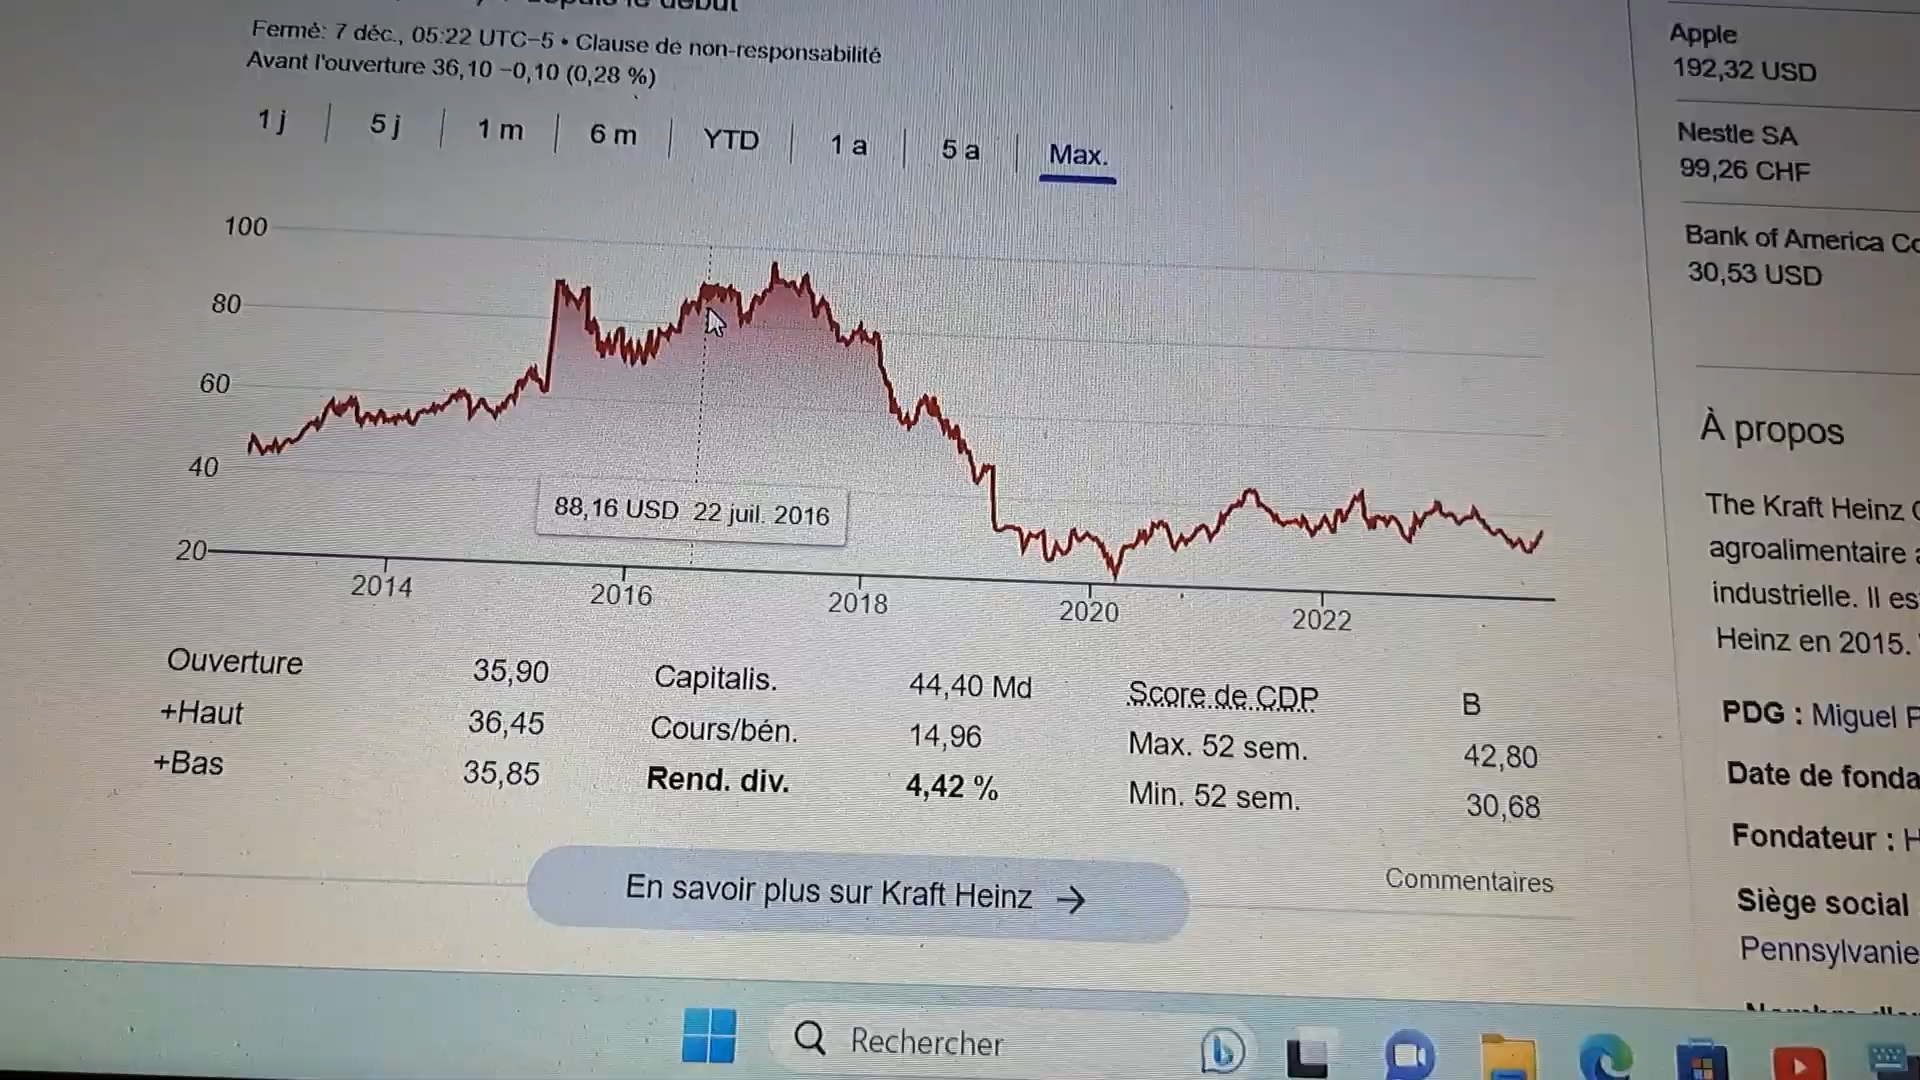 depuis le début
Fermé: 7 déc., 05:22 UTC−5 • Clause de non-responsabilité
Avant l'ouverture 36,10 −0,10 (0,28 %)
1 j
5 j
1 m
6 m
YTD
1 a
5 a
Max.
100
80
60
40
20
88,16 USD 22 juil. 2016
2014
2016
2018
2020
2022
Ouverture 35,90
+Haut 36,45
+Bas 35,85
Capitalis. 44,40 Md
Cours/bén. 14,96
Rend. div. 4,42 %
Score de CDP B
Max. 52 sem. 42,80
Min. 52 sem. 30,68
En savoir plus sur Kraft Heinz →
Commentaires
Apple
192,32 USD
Nestle SA
99,26 CHF
Bank of America Co
30,53 USD
À propos
The Kraft Heinz
agroalimentaire
industrielle. Il es
Heinz en 2015.
PDG : Miguel P
Date de fonda
Fondateur : H
Siège social
Pennsylvanie
Rechercher